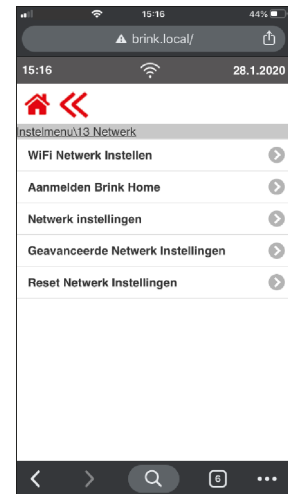 15:16
44%
brink.local/
15:16
28.1.2020
Instelmenu\13 Netwerk
WiFi Netwerk Instellen
Aanmelden Brink Home
Netwerk instellingen
Geavanceerde Netwerk Instellingen
Reset Netwerk Instellingen
6